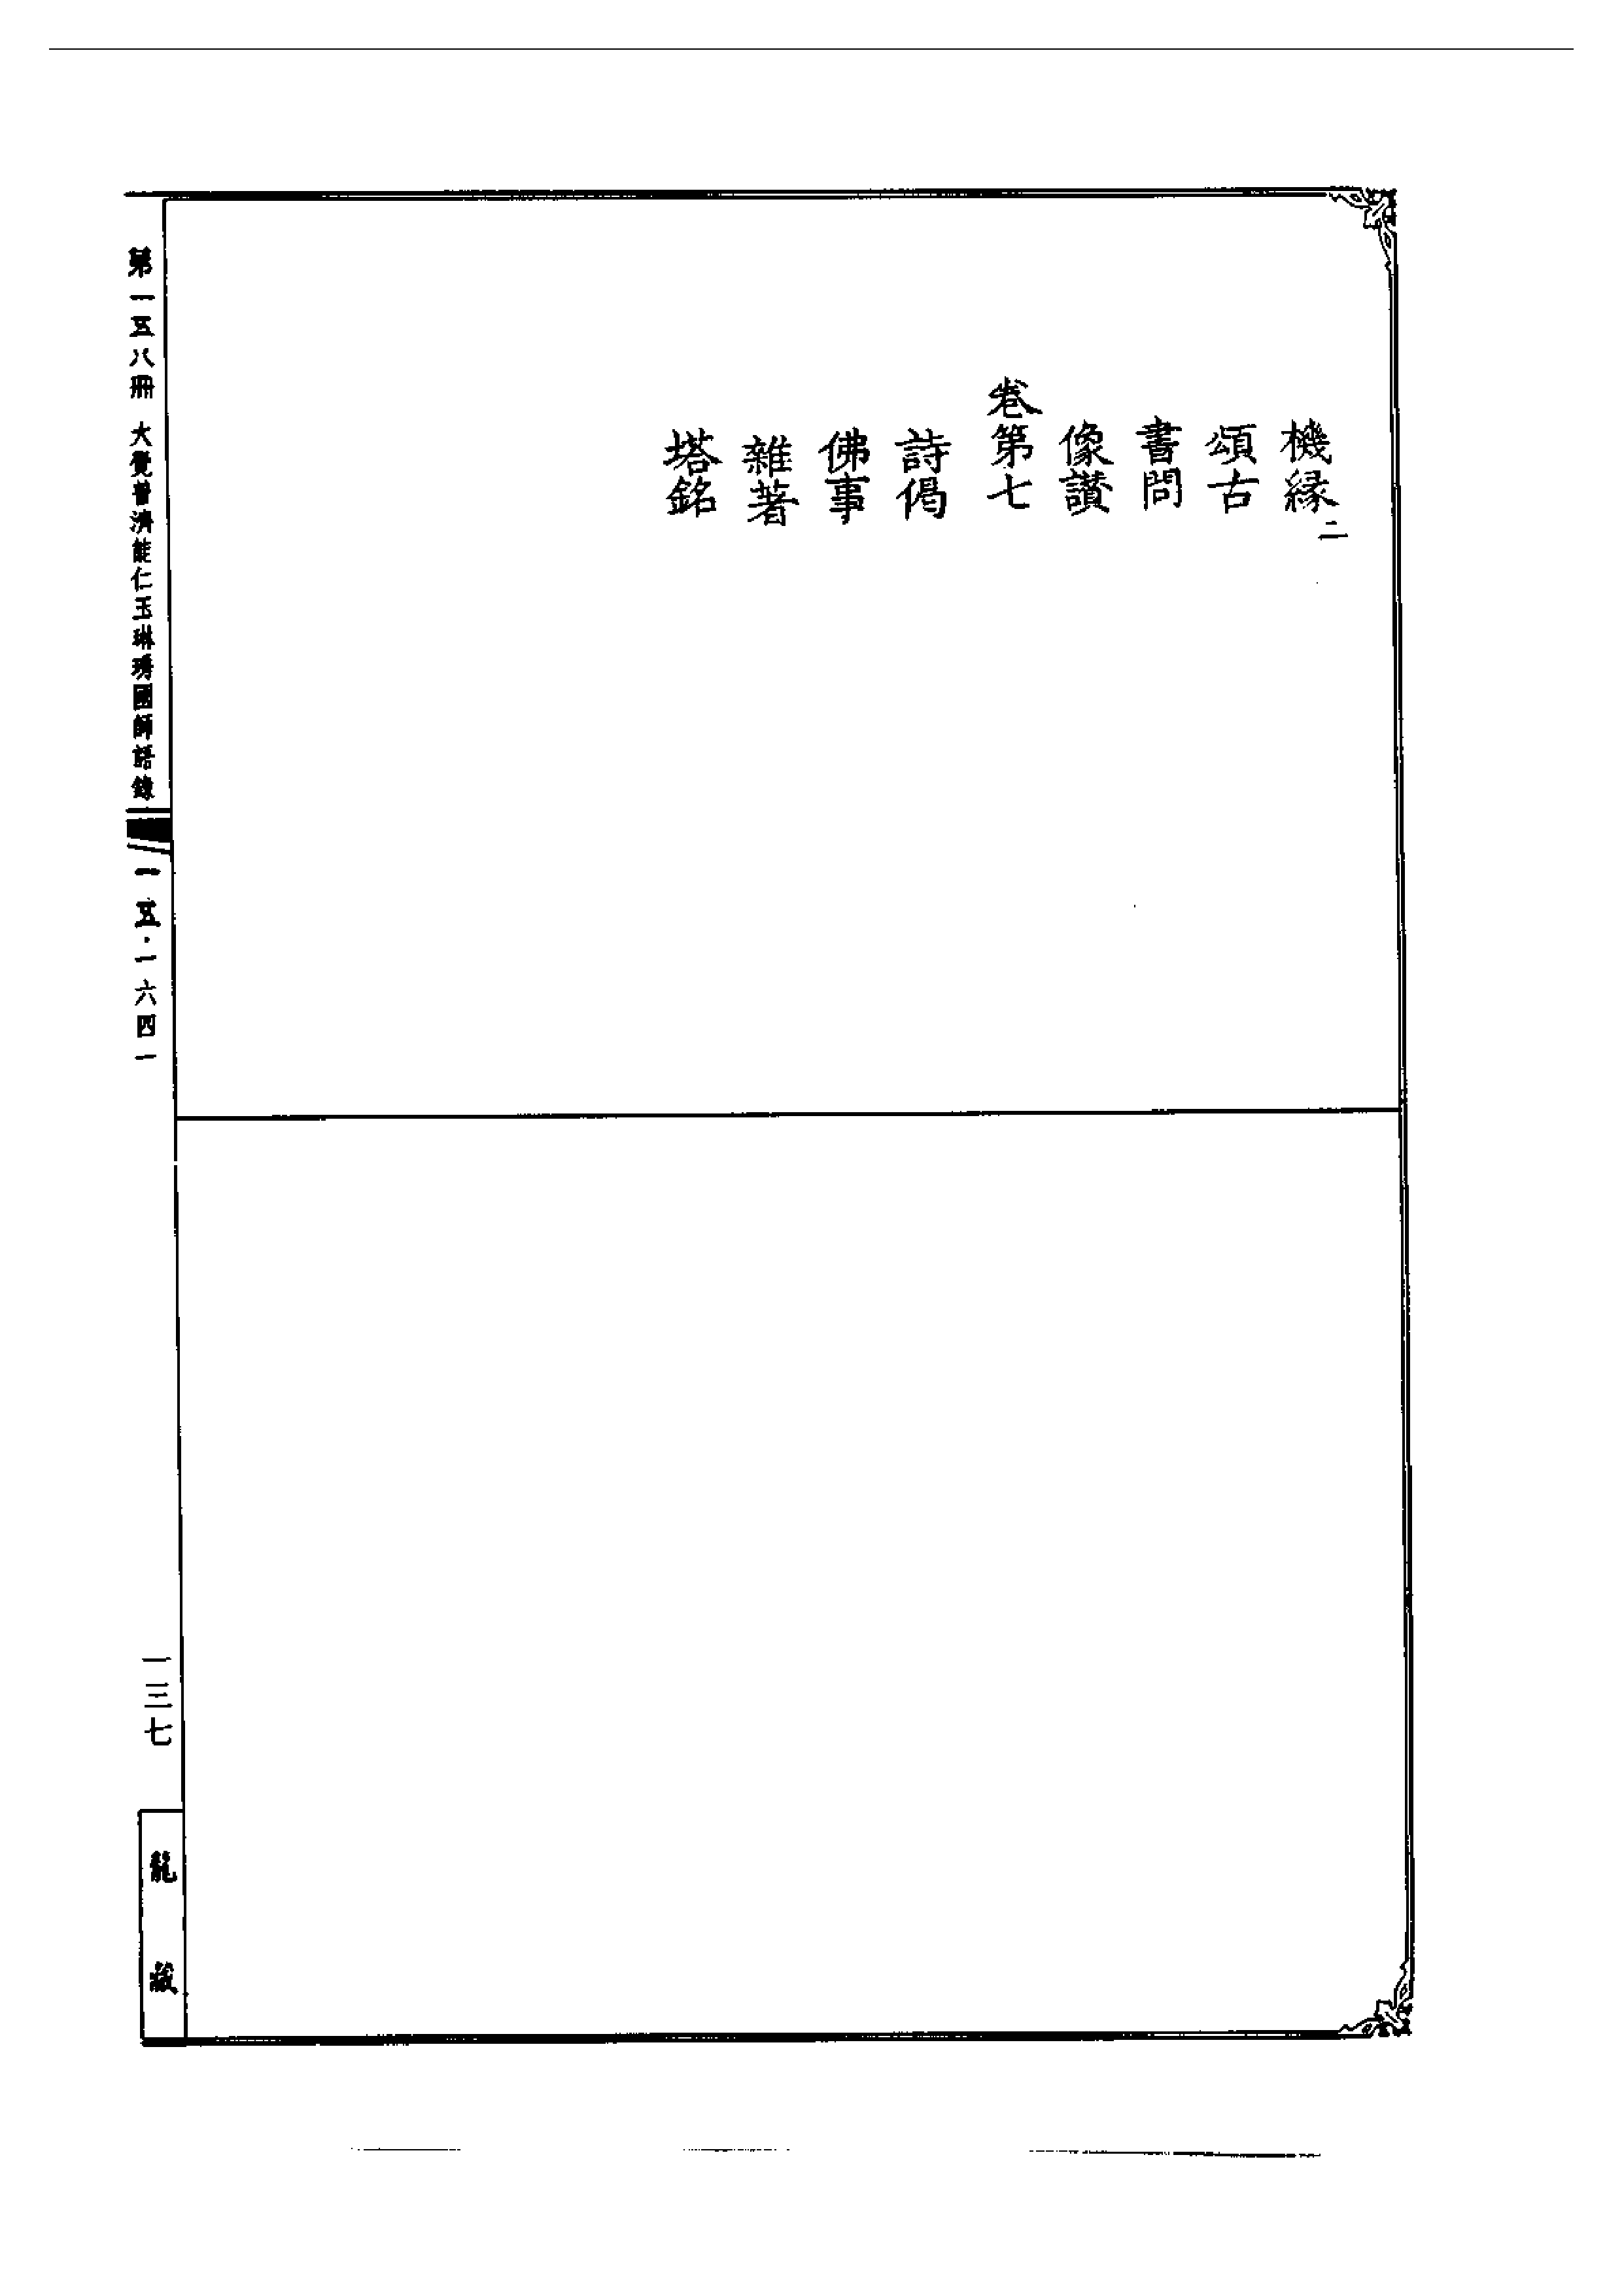 機緣二
頌古
書問
像讚
卷第七
詩偈
佛事
雜著
塔銘
第一五八冊 大覺普濟能仁玉琳琇國師語錄
一五·一六四一
一三七
龍藏